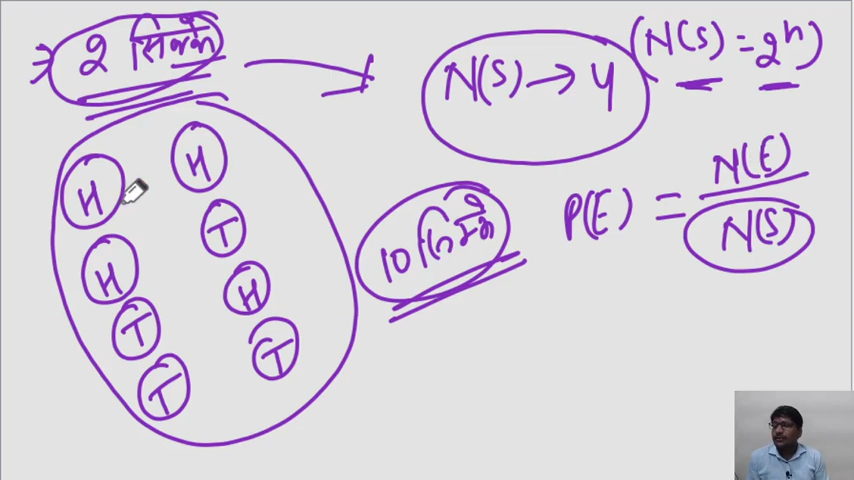 2 सिक्के
N(S) → 4
(N(S) = 2ⁿ)
H H
H T
T H
T T
10 सिक्के
P(E) = N(E)
N(S)